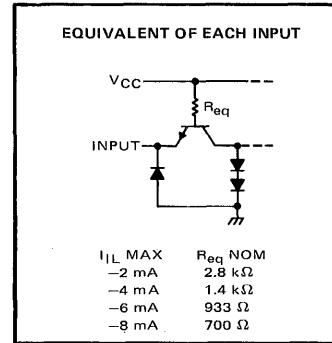 EQUIVALENT OF EACH INPUT
VCC
Req
INPUT
IIL MAX Req NOM
−2 mA 2.8 kΩ
−4 mA 1.4 kΩ
−6 mA 933 Ω
−8 mA 700 Ω